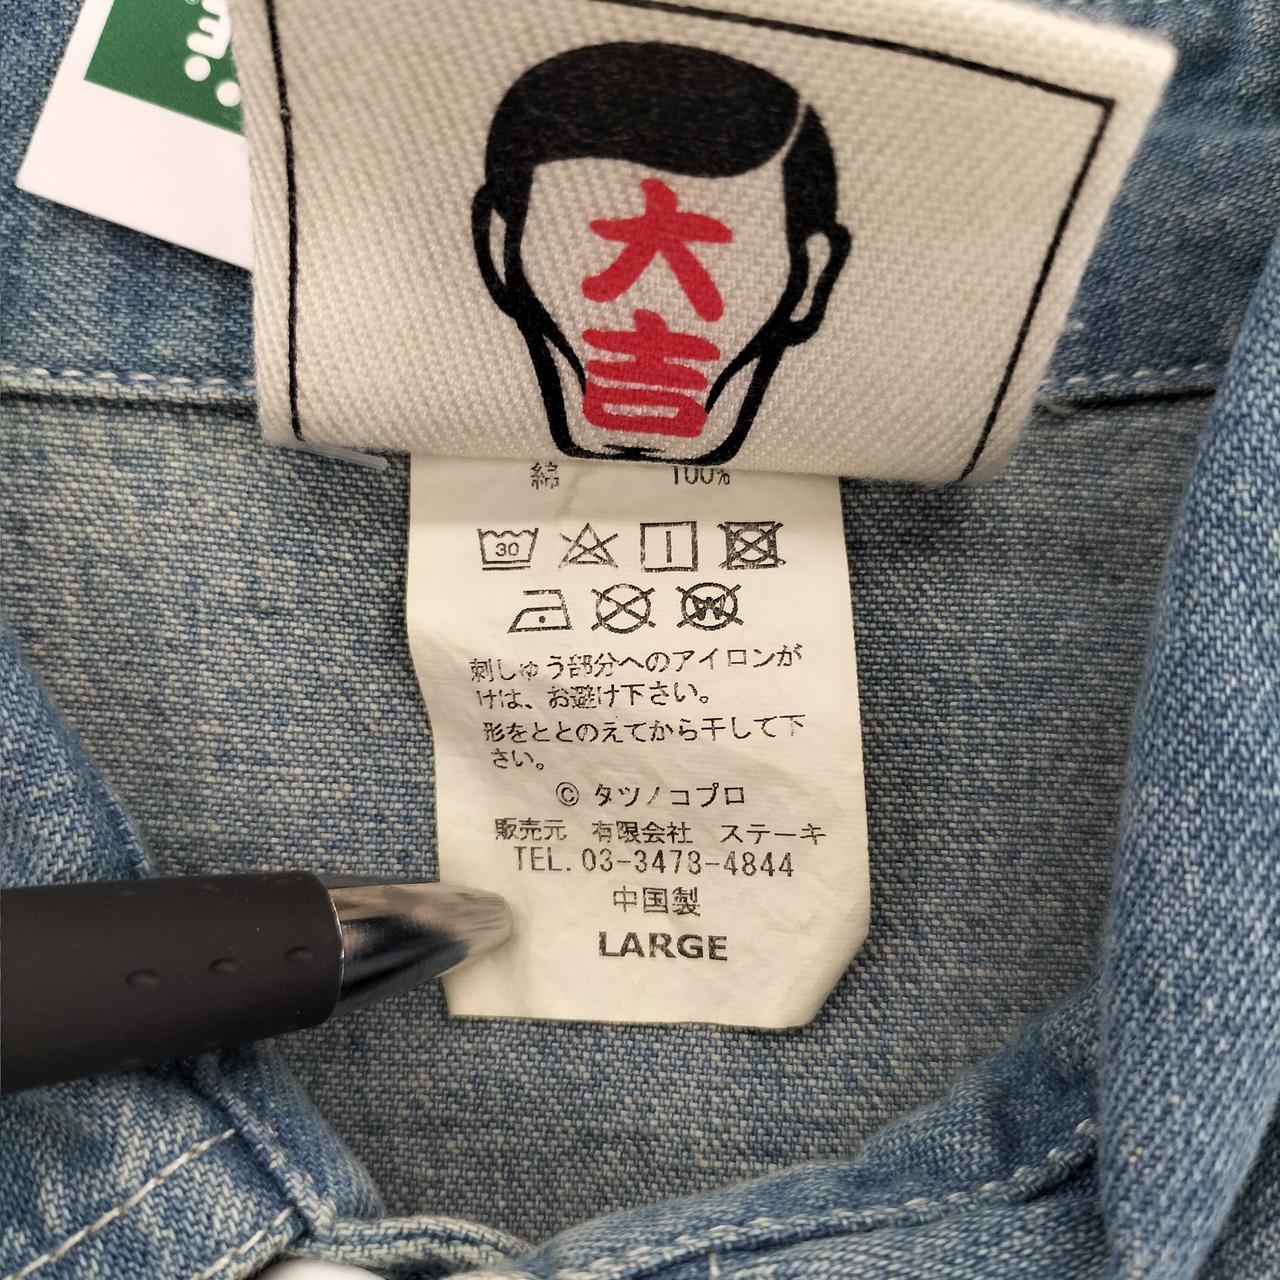 大
吉
綿 100%
30
W
刺しゅう部分へのアイロンが
けは、お避け下さい。
形をととのえてから干して下
さい。
© タツノコプロ
販売元 有限会社 ステーキ
TEL. 03-3473-4844
中国製
LARGE